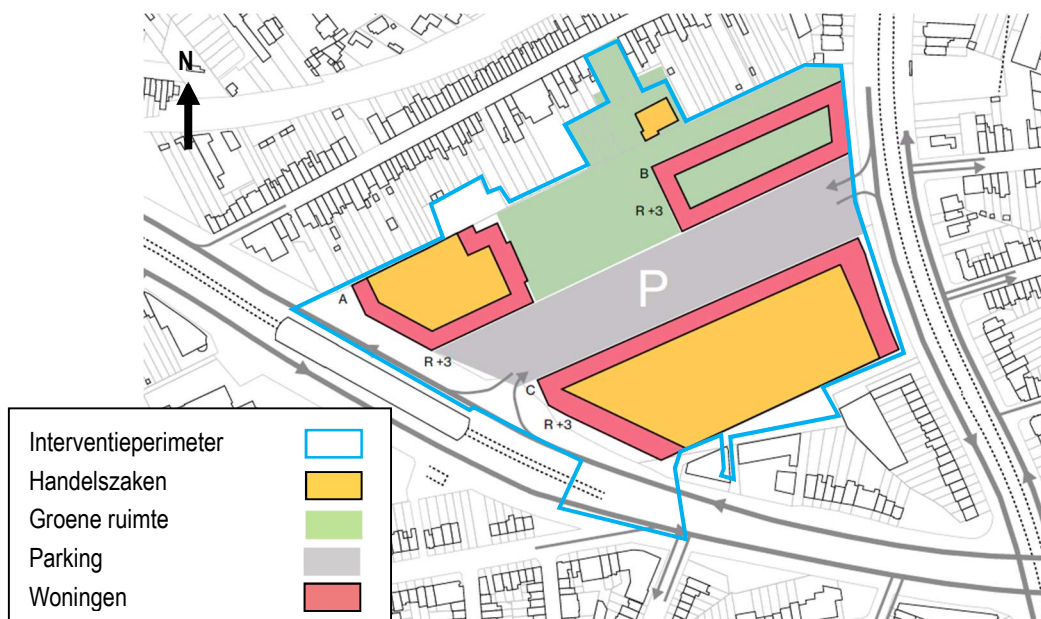 N
B
R +3
A
P
R +3
C
R +3
Interventieperimeter
Handelszaken
Groene ruimte
Parking
Woningen